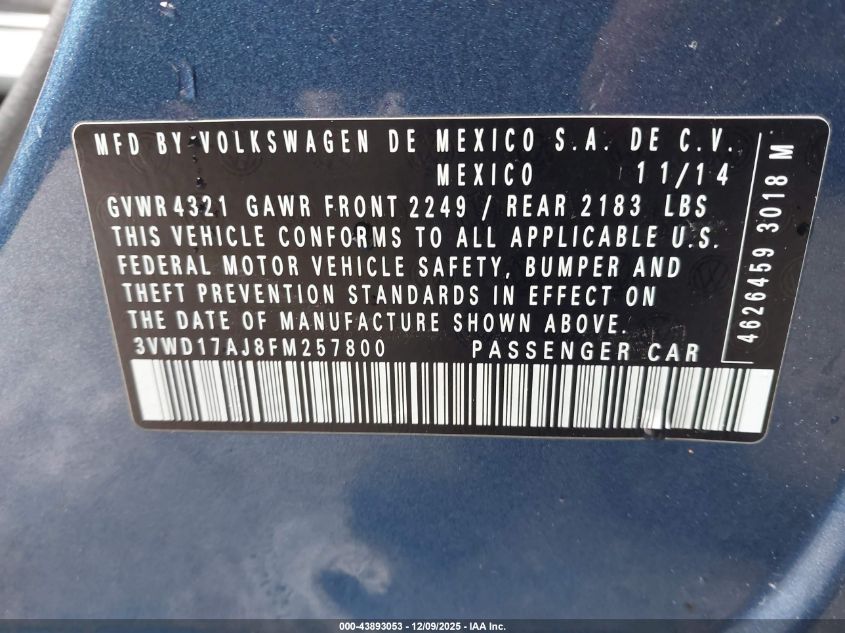 MFD BY VOLKSWAGEN DE MEXICO S.A. DE C.V.
MEXICO 11/14
GVWR 4321 GAWR FRONT 2249 / REAR 2183 LBS
THIS VEHICLE CONFORMS TO ALL APPLICABLE U.S.
FEDERAL MOTOR VEHICLE SAFETY, BUMPER AND
THEFT PREVENTION STANDARDS IN EFFECT ON
THE DATE OF MANUFACTURE SHOWN ABOVE.
3VWD17AJ8FM257800 PASSENGER CAR
4626459 3018 M
000-43893053 - 12/09/2025 - IAA Inc.